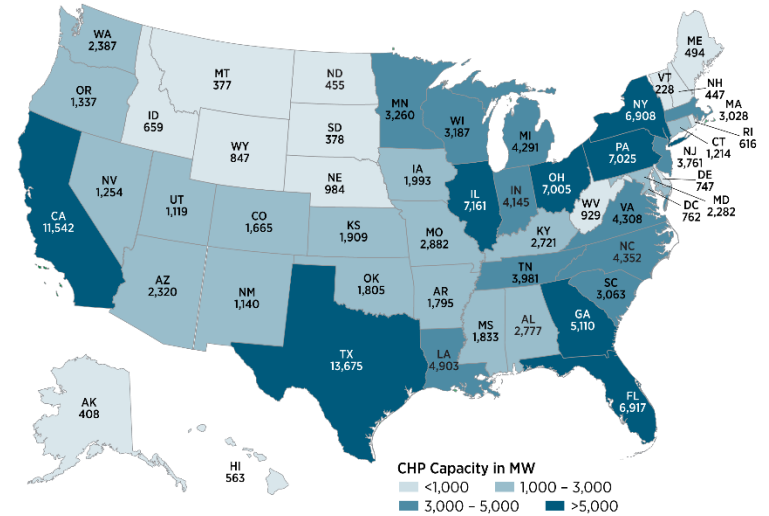 WA
2,387
OR
1,337
CA
11,542
ID
659
NV
1,254
MT
377
WY
847
UT
1,119
AZ
2,320
CO
1,665
NM
1,140
ND
455
SD
378
NE
984
KS
1,909
OK
1,805
TX
13,675
MN
3,260
IA
1,993
MO
2,882
AR
1,795
LA
4,903
WI
3,187
IL
7,161
MI
4,291
IN
4,145
OH
7,005
KY
2,721
TN
3,981
MS
1,833
AL
2,777
GA
5,110
FL
6,917
SC
3,063
NC
4,352
VA
4,308
WV
929
PA
7,025
NY
6,908
ME
494
VT
228
NH
447
MA
3,028
RI
616
CT
1,214
NJ
3,761
DE
747
MD
2,282
DC
762
AK
408
HI
563
CHP Capacity in MW
<1,000
1,000 – 3,000
3,000 – 5,000
>5,000